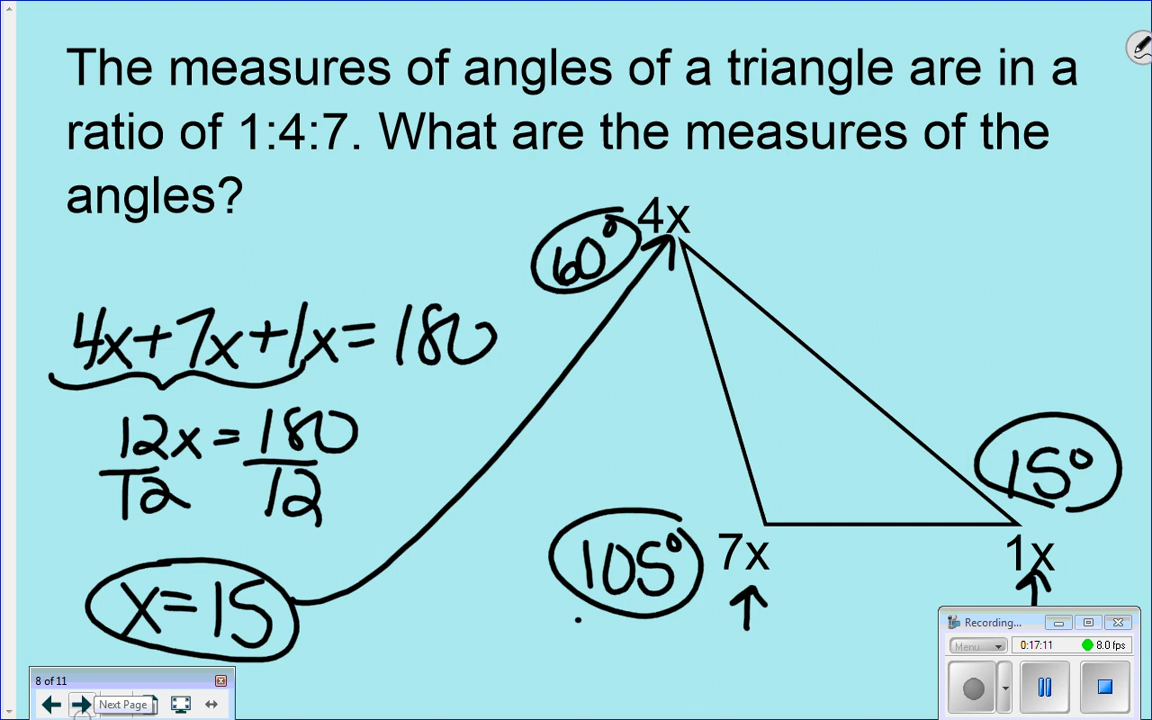 The measures of angles of a triangle are in a
ratio of 1:4:7. What are the measures of the
angles?
4x
60°
4x+7x+1x=180
12x=180
12 12
x=15
15°
105°
7x
1x
Recording...
Menu
0:17:11
8.0 fps
8 of 11
Next Page